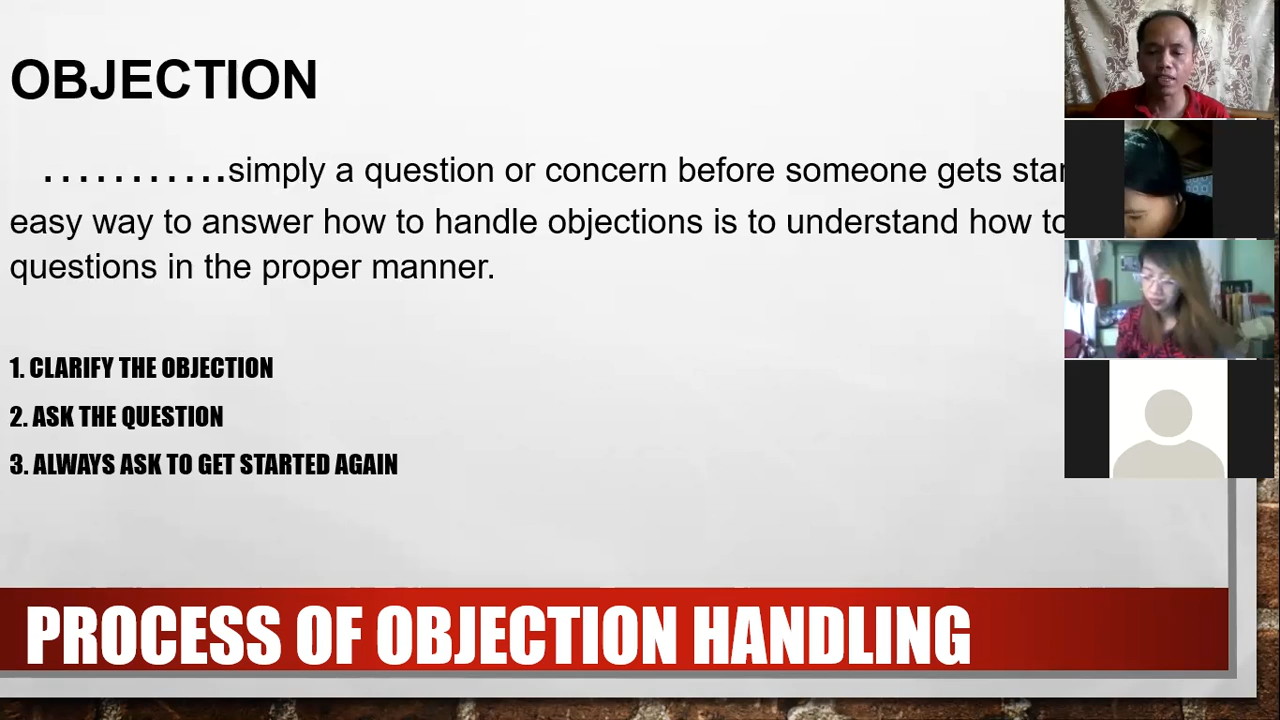 OBJECTION
...........simply a question or concern before someone gets
easy way to answer how to handle objections is to understand how to
questions in the proper manner.
1. CLARIFY THE OBJECTION
2. ASK THE QUESTION
3. ALWAYS ASK TO GET STARTED AGAIN
PROCESS OF OBJECTION HANDLING